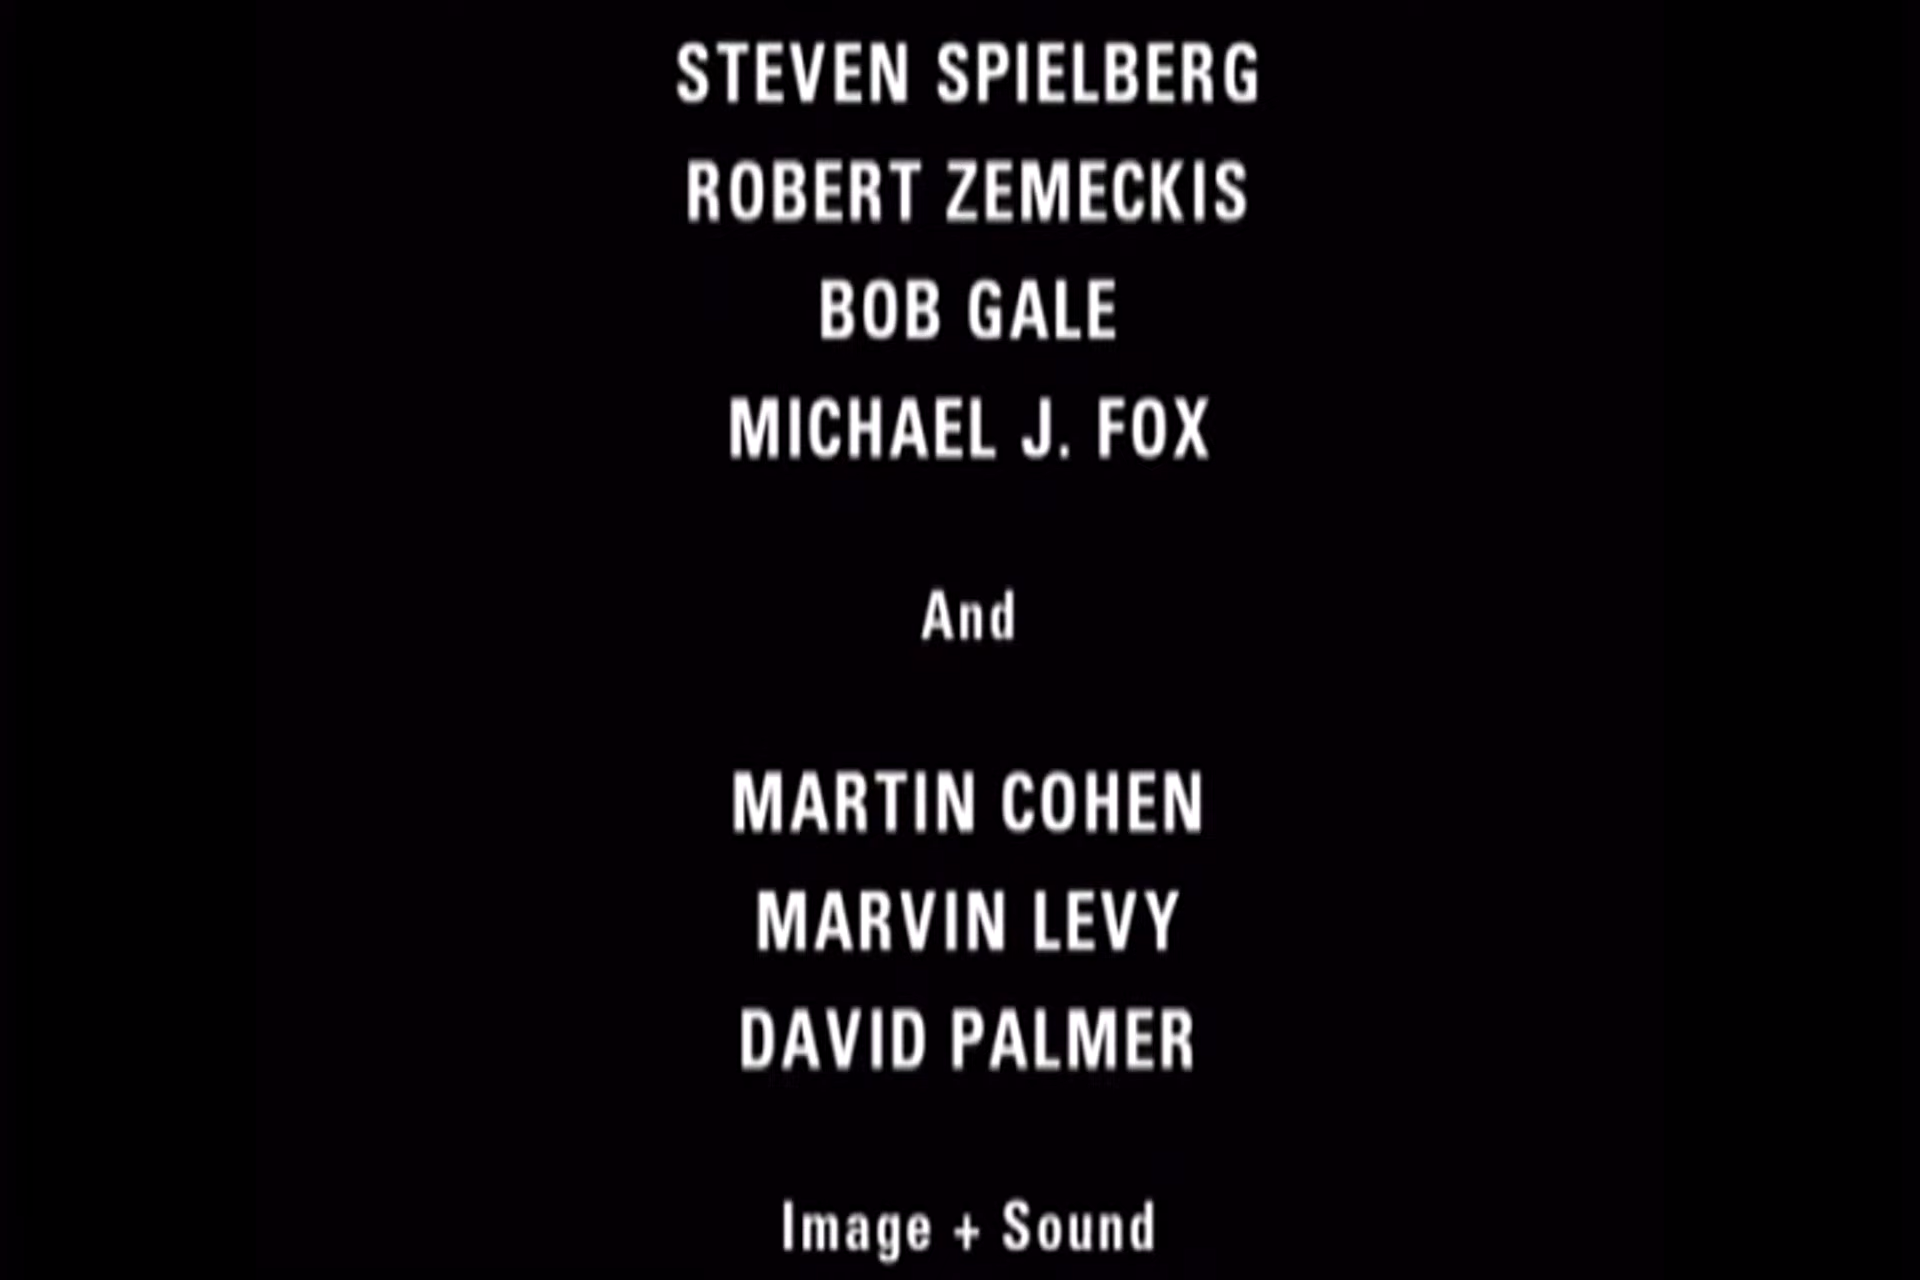 STEVEN SPIELBERG
ROBERT ZEMECKIS
BOB GALE
MICHAEL J. FOX
And
MARTIN COHEN
MARVIN LEVY
DAVID PALMER
Image + Sound